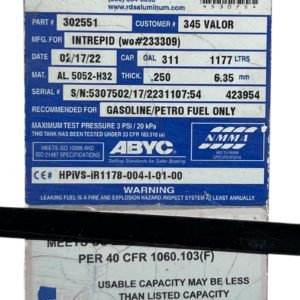 www.rdsaluminum.com
PART # 302551 CUSTOMER # 345 VALOR
MFG. FOR INTREPID (wo#233309)
DATE 02/17/22 CAP. GAL 311 1177 LTRS
MAT. AL 5052-H32 .250 6.35 mm
SERIAL # S/N:5307502/17/2231107:54 423954
RECOMMENDED FOR GASOLINE/PETRO FUEL ONLY
MAXIMUM TEST PRESSURE 3 PSI / 20 kPa
THIS TANK HAS BEEN TESTED UNDER 33 CFR 183.510 (a)
MEETS ISO 10088 AND
ISO 21487 SPECIFICATIONS
ABYC
Setting Standards for Safer Boating
NMMA
CE HPiVS-iR1178-004-I-01-00
WARNING
LEAKING FUEL IS A FIRE AND EXPLOSION HAZARD. INSPECT SYSTEM AT LEAST ANNUALLY.
PER 40 CFR 1060.103(F)
USABLE CAPACITY MAY BE LESS
THAN LISTED CAPACITY